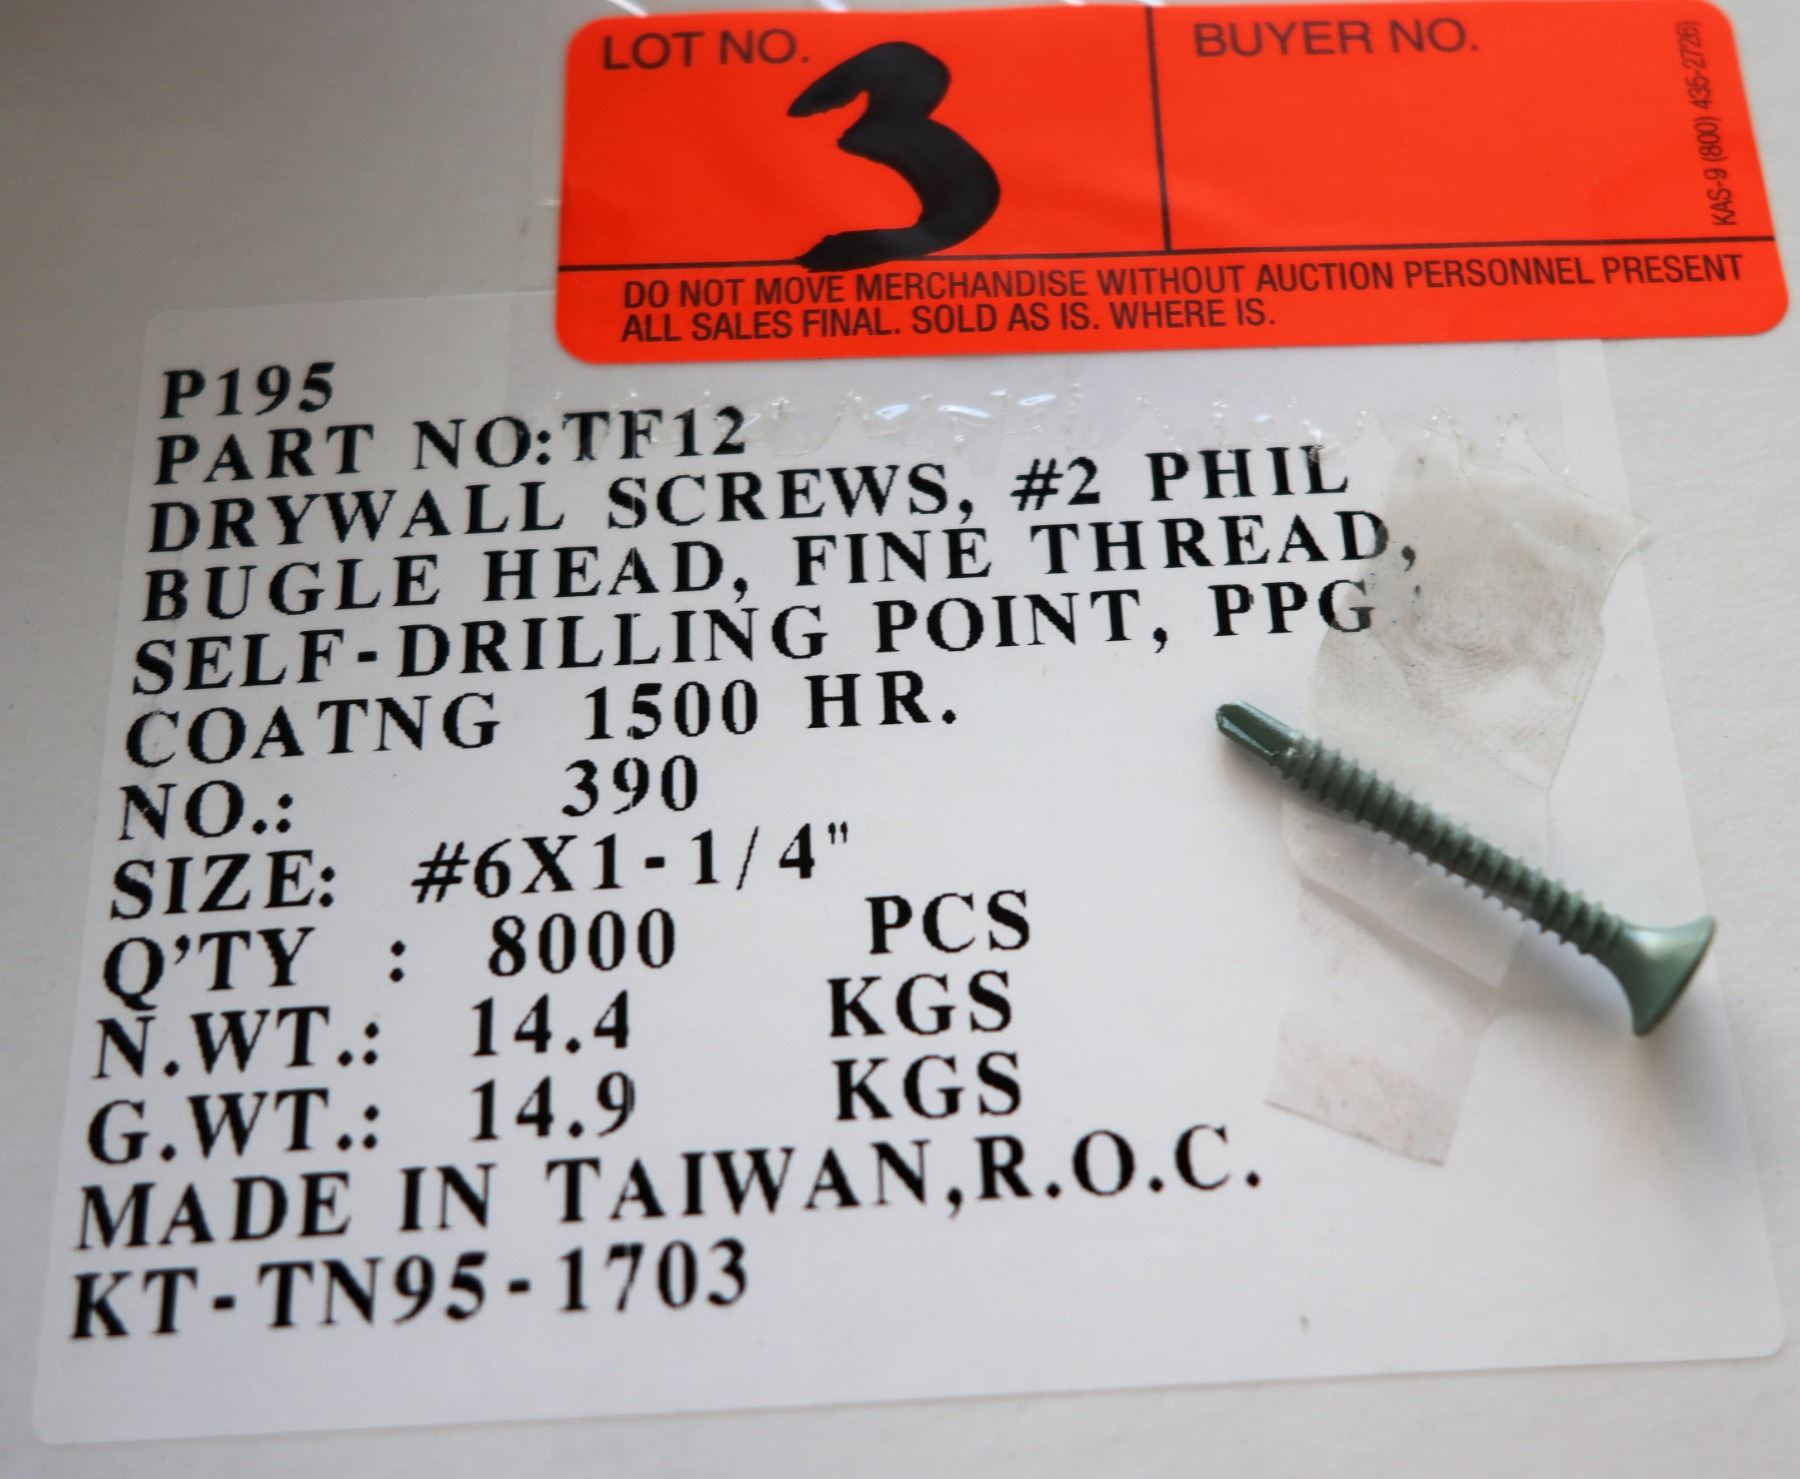 LOT NO. 3
BUYER NO.
KAS-9 (800) 435-2726)
DO NOT MOVE MERCHANDISE WITHOUT AUCTION PERSONNEL PRESENT
ALL SALES FINAL. SOLD AS IS. WHERE IS.
P195
PART NO:TF12
DRYWALL SCREWS, #2 PHIL
BUGLE HEAD, FINE THREAD,
SELF-DRILLING POINT, PPG
COATNG 1500 HR.
NO.: 390
SIZE: #6X1-1/4"
Q'TY : 8000 PCS
N.WT.: 14.4 KGS
G.WT.: 14.9 KGS
MADE IN TAIWAN,R.O.C.
KT-TN95-1703